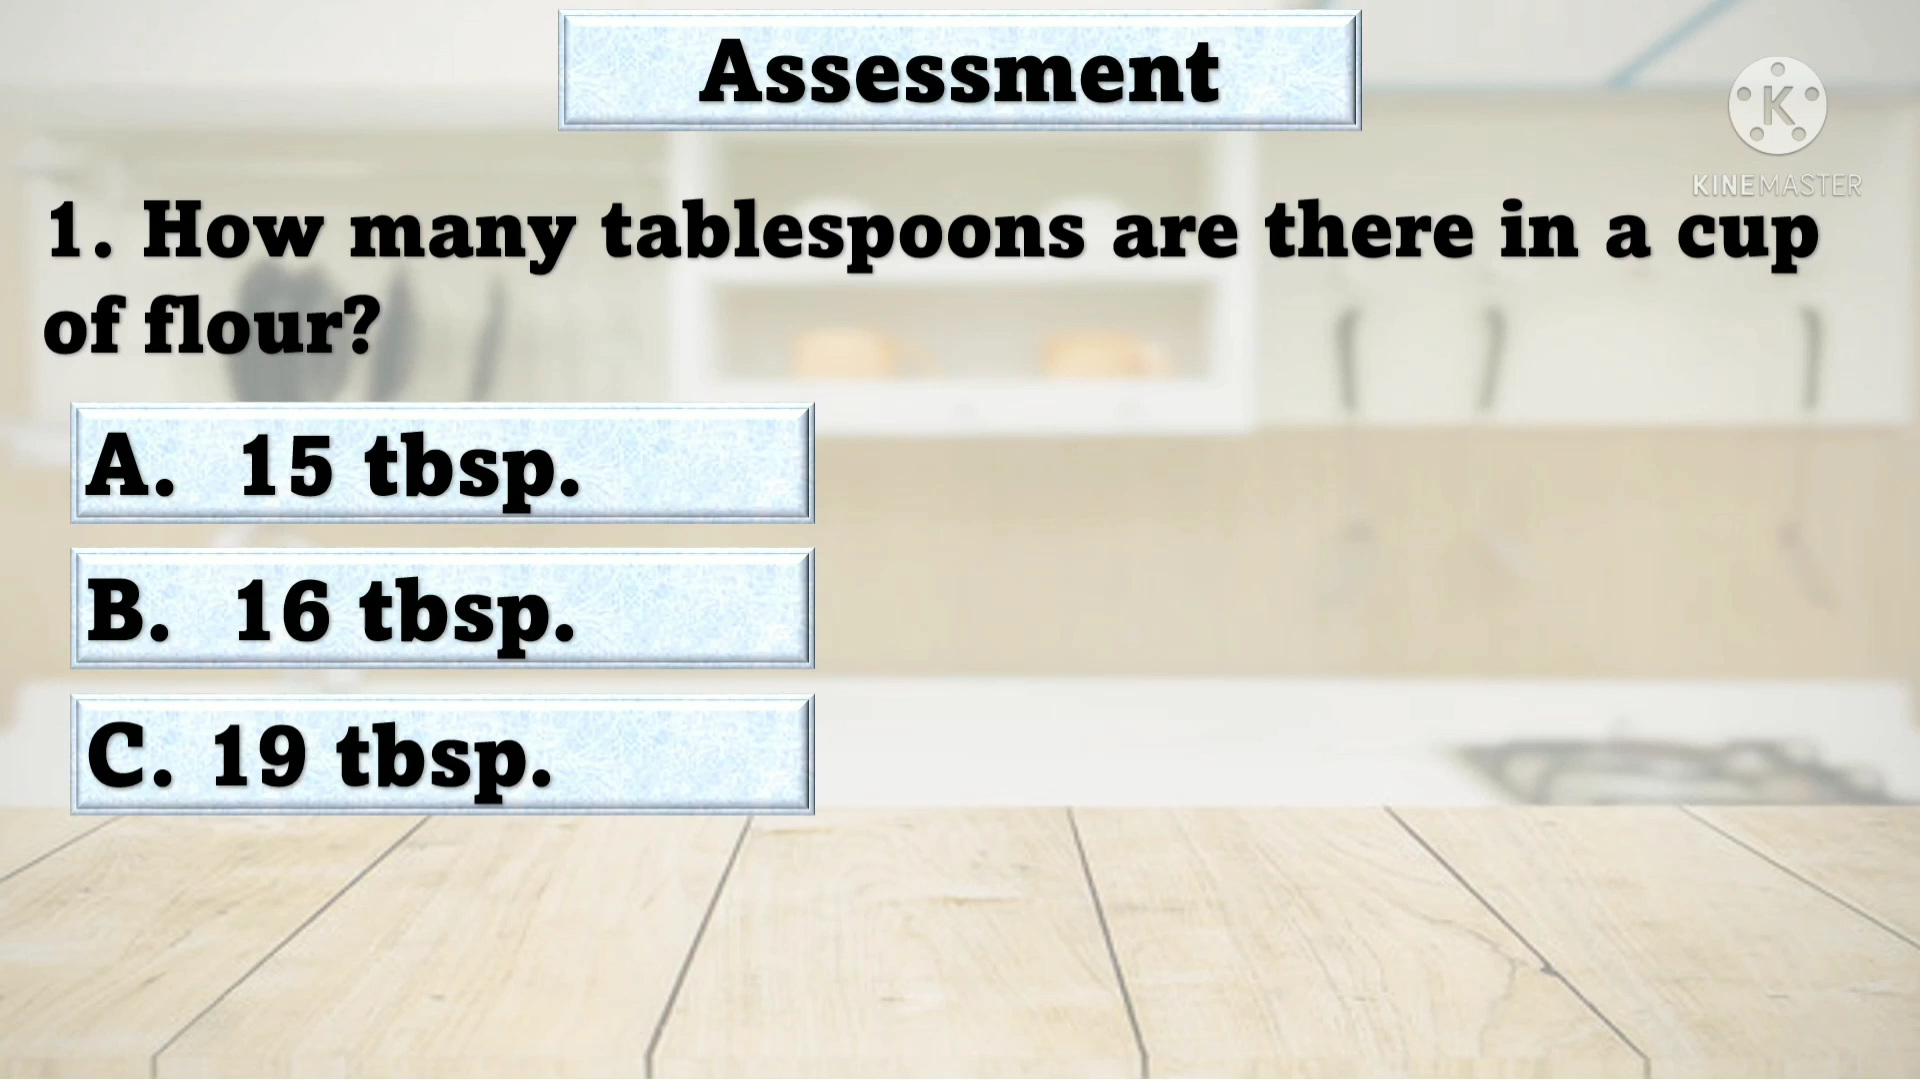 Assessment
K
KINEMASTER
1. How many tablespoons are there in a cup
of flour?
A. 15 tbsp.
B. 16 tbsp.
C. 19 tbsp.